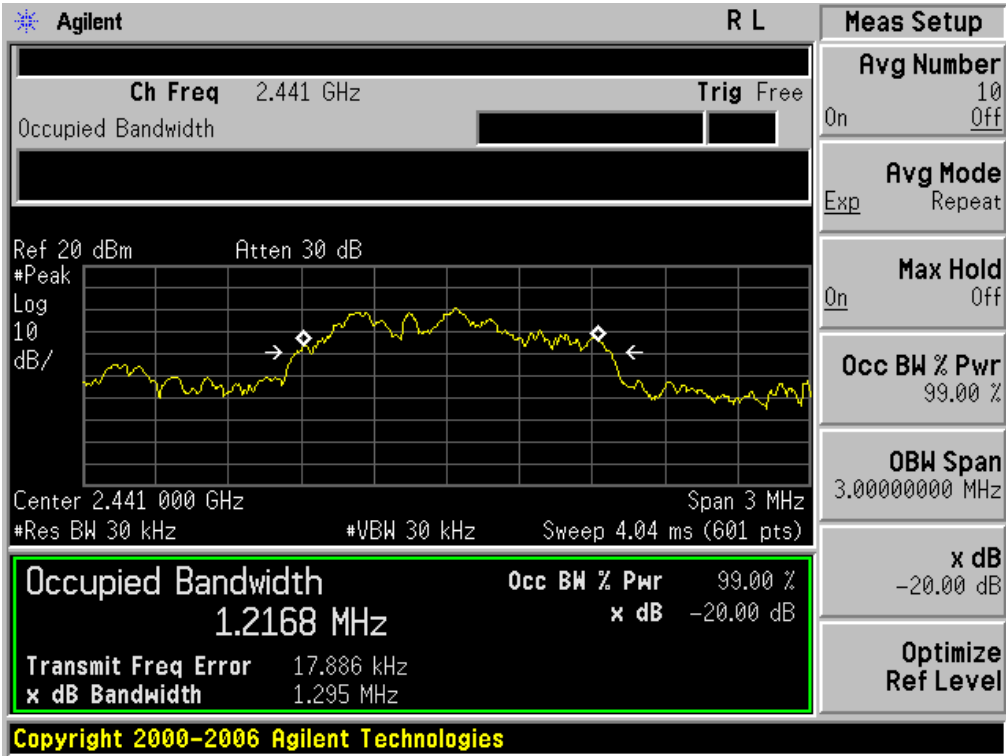 Agilent
R L
Meas Setup
Ch Freq 2.441 GHz
Trig Free
Occupied Bandwidth
Avg Number
10
On Off
Avg Mode
Exp Repeat
Ref 20 dBm Atten 30 dB
#Peak
Log
10
dB/
Max Hold
On Off
Occ BW % Pwr
99.00 %
OBW Span
3.00000000 MHz
Center 2.441 000 GHz Span 3 MHz
#Res BW 30 kHz #VBW 30 kHz Sweep 4.04 ms (601 pts)
x dB
-20.00 dB
Optimize
Ref Level
Occupied Bandwidth
1.2168 MHz
Occ BW % Pwr 99.00 %
x dB -20.00 dB
Transmit Freq Error 17.886 kHz
x dB Bandwidth 1.295 MHz
Copyright 2000-2006 Agilent Technologies